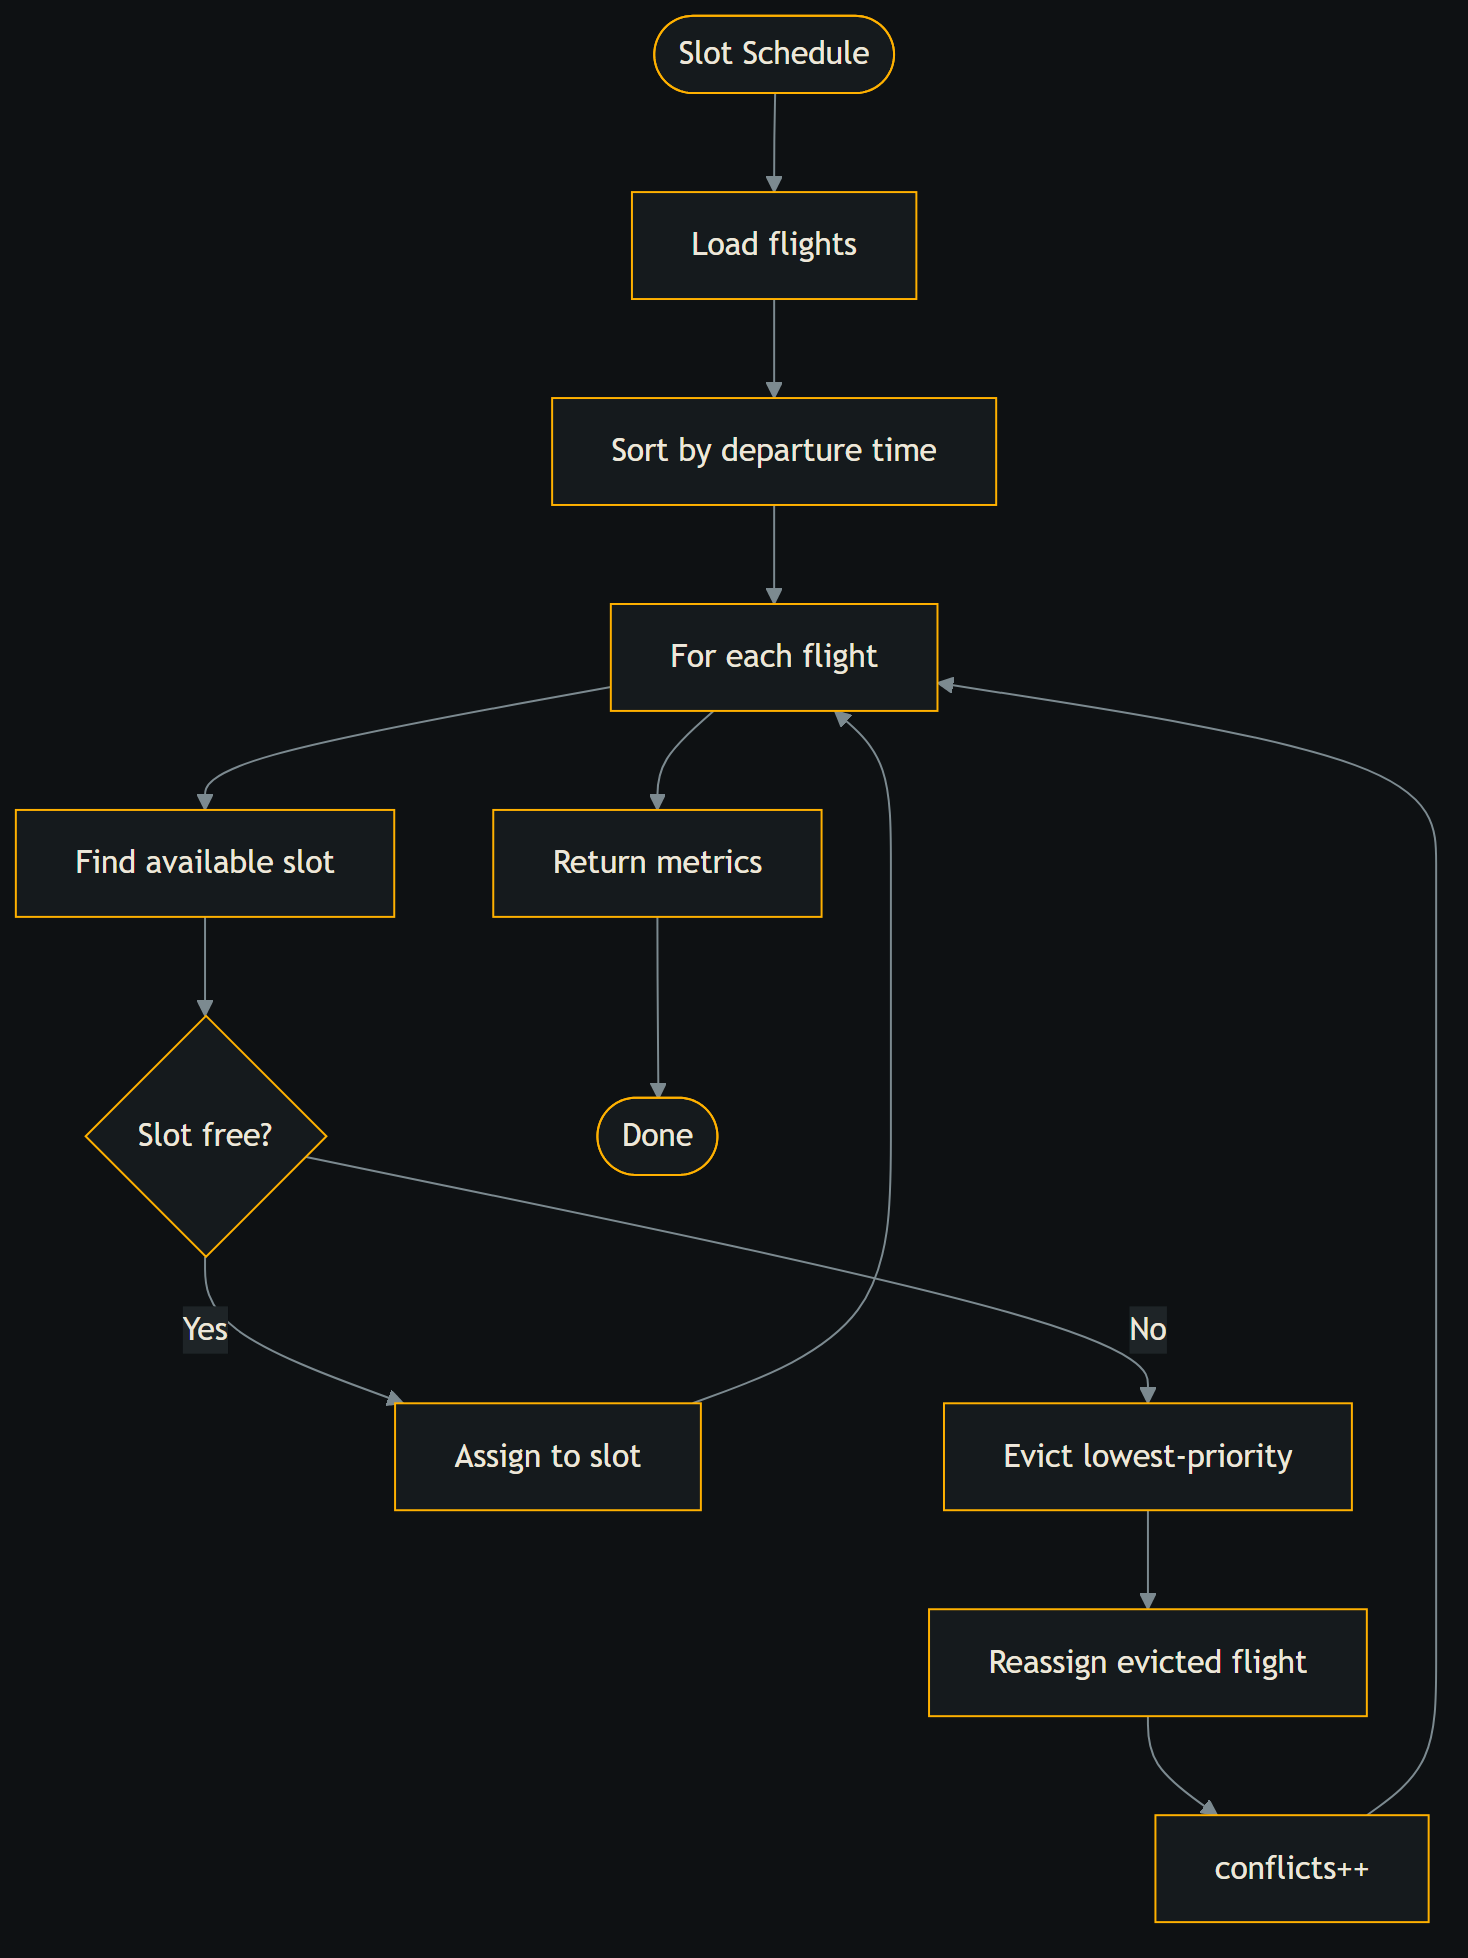 Slot Schedule
Load flights
Sort by departure time
For each flight
Find available slot
Return metrics
Slot free?
Done
Yes
No
Assign to slot
Evict lowest-priority
Reassign evicted flight
conflicts++